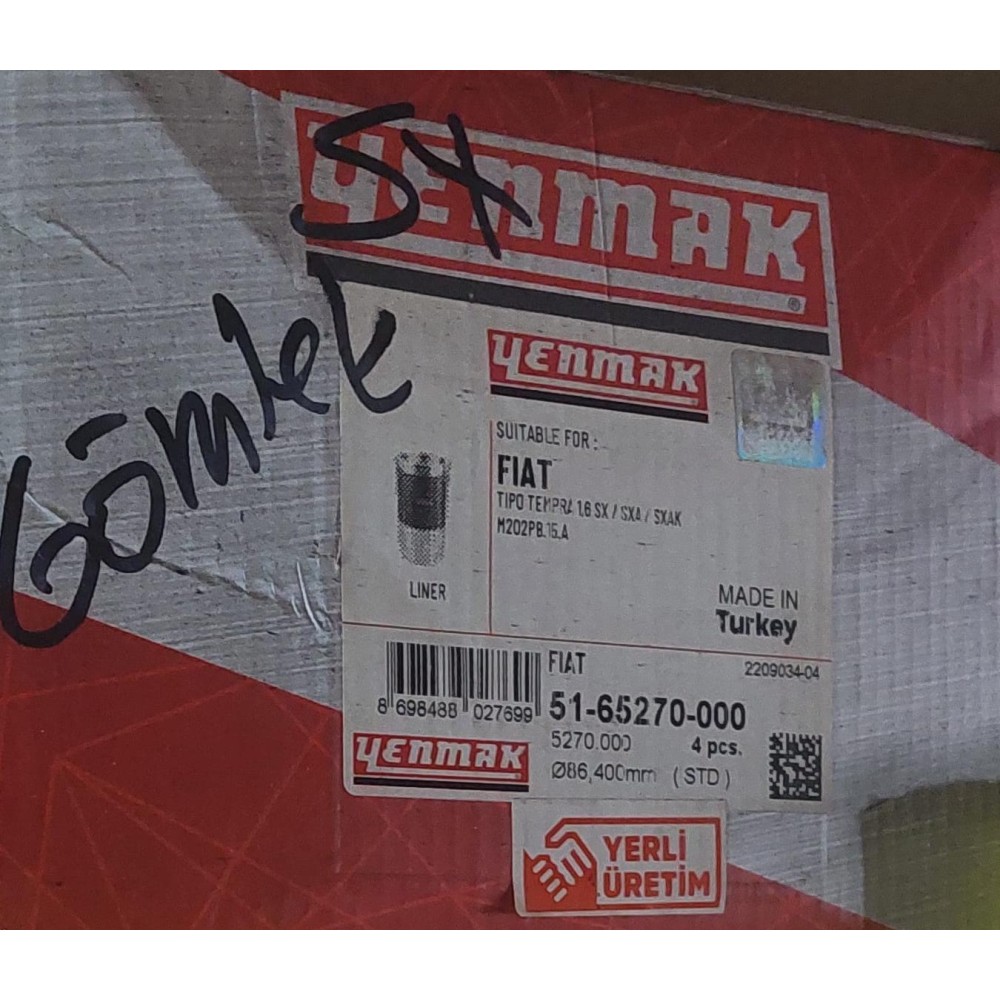 SX
YENMAK
Gömlek
YENMAK
SUITABLE FOR :
FIAT
TIPO TEMPRA 1.6 SX / SXA / SXAK
M202PB.15.A
LINER
MADE IN
Turkey
FIAT
2209034-04
8 698488 027699
51-65270-000
5270.000
4 pcs.
YENMAK
Ø86,400mm (STD)
YERLİ
ÜRETİM